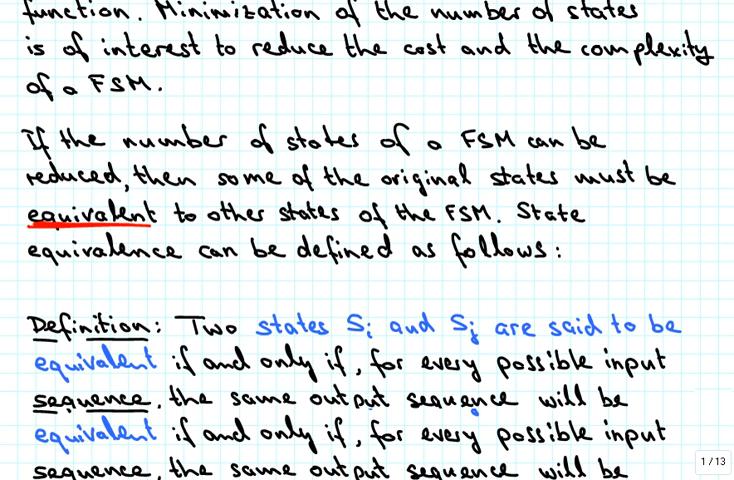 function. Minimization of the number of states
is of interest to reduce the cost and the complexity
of a FSM.
If the number of states of a FSM can be
reduced, then some of the original states must be
equivalent to other states of the FSM. State
equivalence can be defined as follows:
Definition: Two states Si and Sj are said to be
equivalent if and only if, for every possible input
sequence, the same output sequence will be
equivalent if and only if, for every possible input
sequence, the same output sequence will be
1/13